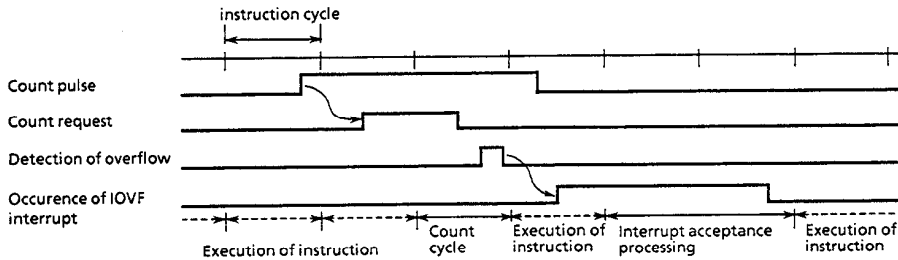 instruction cycle
Count pulse
Count request
Detection of overflow
Occurence of IOVF
interrupt
Execution of instruction
Count
cycle
Execution of
instruction
Interrupt acceptance
processing
Execution of
instruction